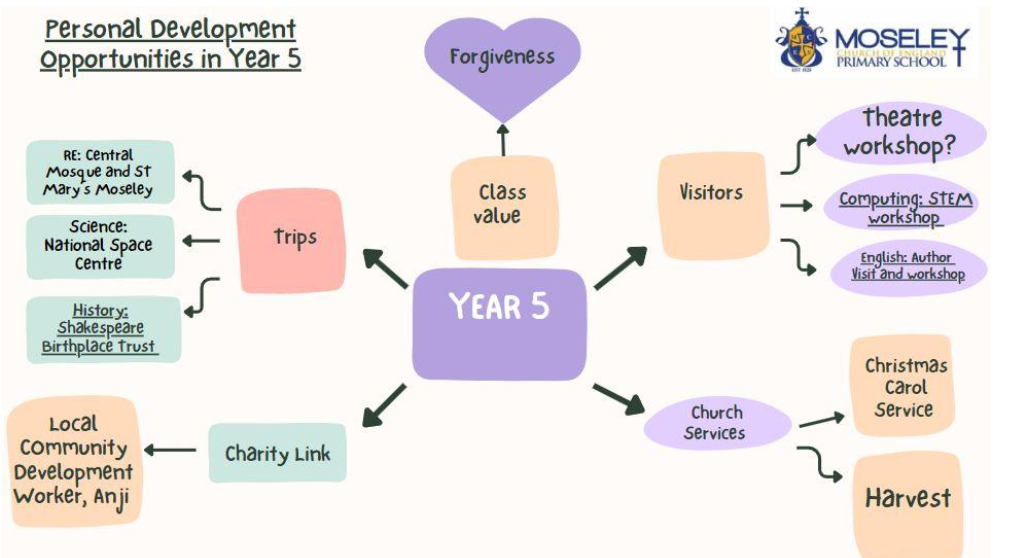 Personal Development
Opportunities in Year 5
Forgiveness
MOSELEY
CHURCH OF ENGLAND
PRIMARY SCHOOL
RE: Central
Mosque and St
Mary's Moseley
Science:
National Space
Centre
History:
Shakespeare
Birthplace Trust
Trips
Class
value
Visitors
Theatre
workshop?
Computing: STEM
workshop
English: Author
Visit and workshop
YEAR 5
Local
Community
Development
Worker, Anji
Charity Link
Church
Services
Christmas
Carol
Service
Harvest